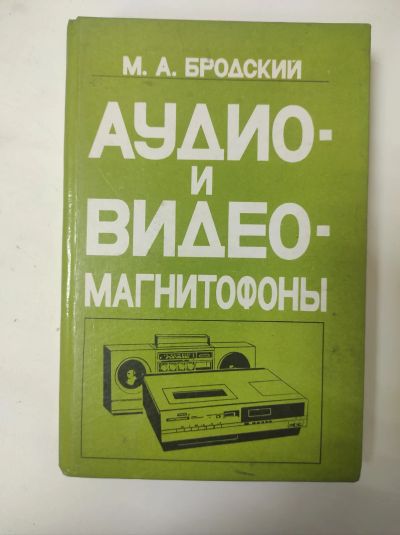 М. А. БРОДСКИЙ
АУДИО-
И
ВИДЕО-
МАГНИТОФОНЫ